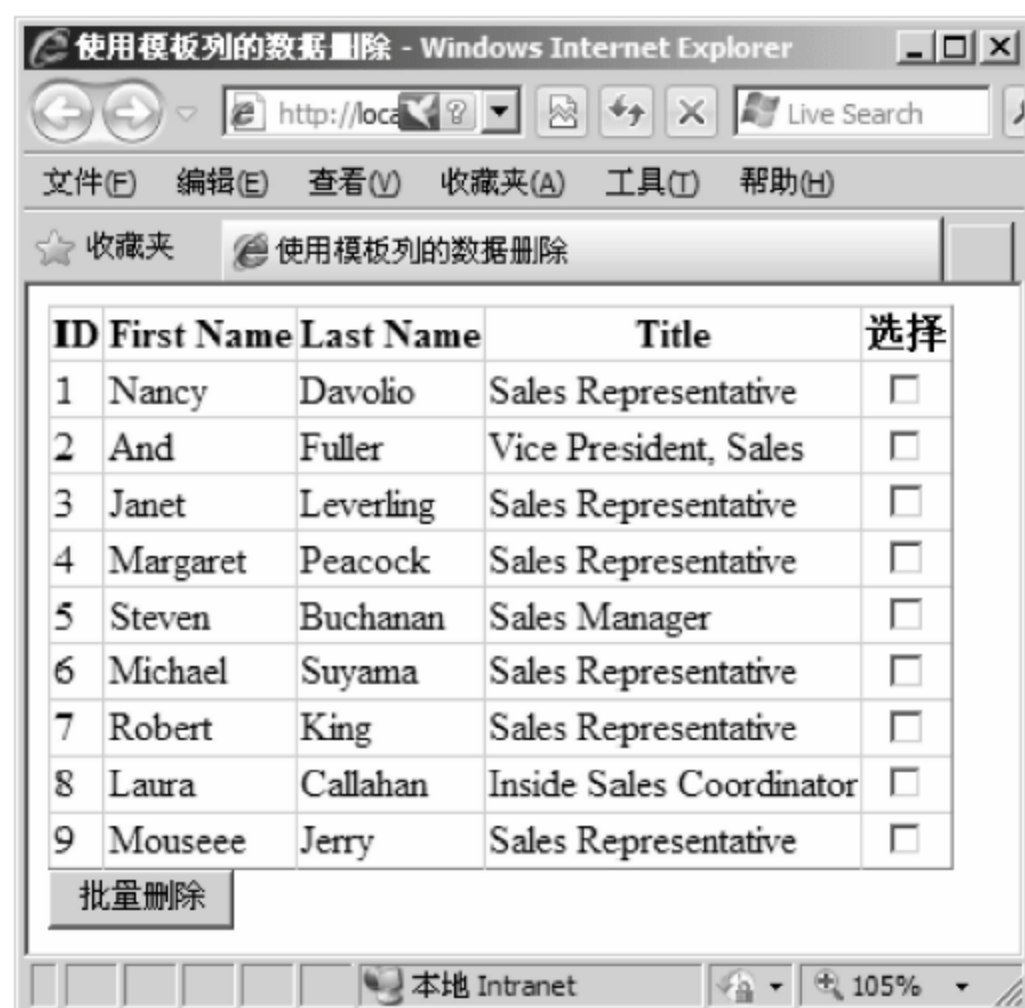 使用模板列的数据删除 - Windows Internet Explorer
http://loca Live Search
文件(F) 编辑(E) 查看(V) 收藏夹(A) 工具(T) 帮助(H)
收藏夹 使用模板列的数据删除
ID First Name Last Name Title 选择
1 Nancy Davolio Sales Representative
2 And Fuller Vice President, Sales
3 Janet Leverling Sales Representative
4 Margaret Peacock Sales Representative
5 Steven Buchanan Sales Manager
6 Michael Suyama Sales Representative
7 Robert King Sales Representative
8 Laura Callahan Inside Sales Coordinator
9 Mouseee Jerry Sales Representative
批量删除
本地 Intranet 105%